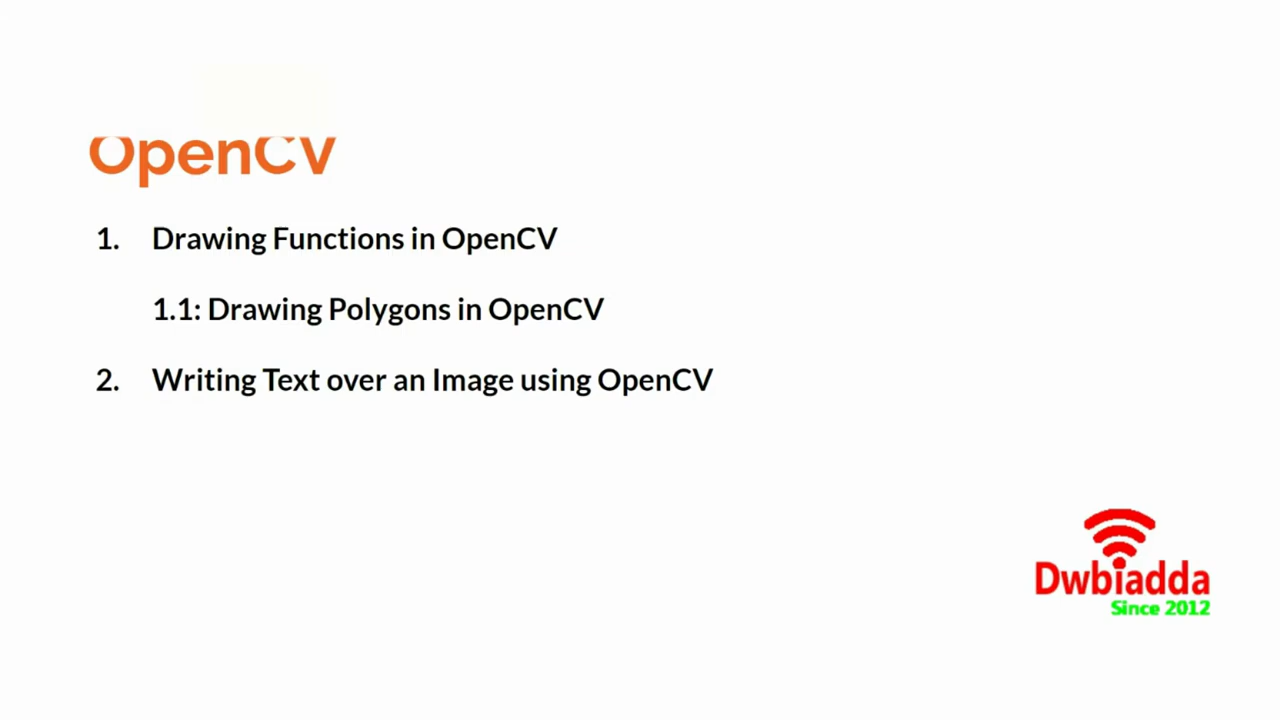 OpenCV
1. Drawing Functions in OpenCV
1.1: Drawing Polygons in OpenCV
2. Writing Text over an Image using OpenCV
Dwbiadda
Since 2012